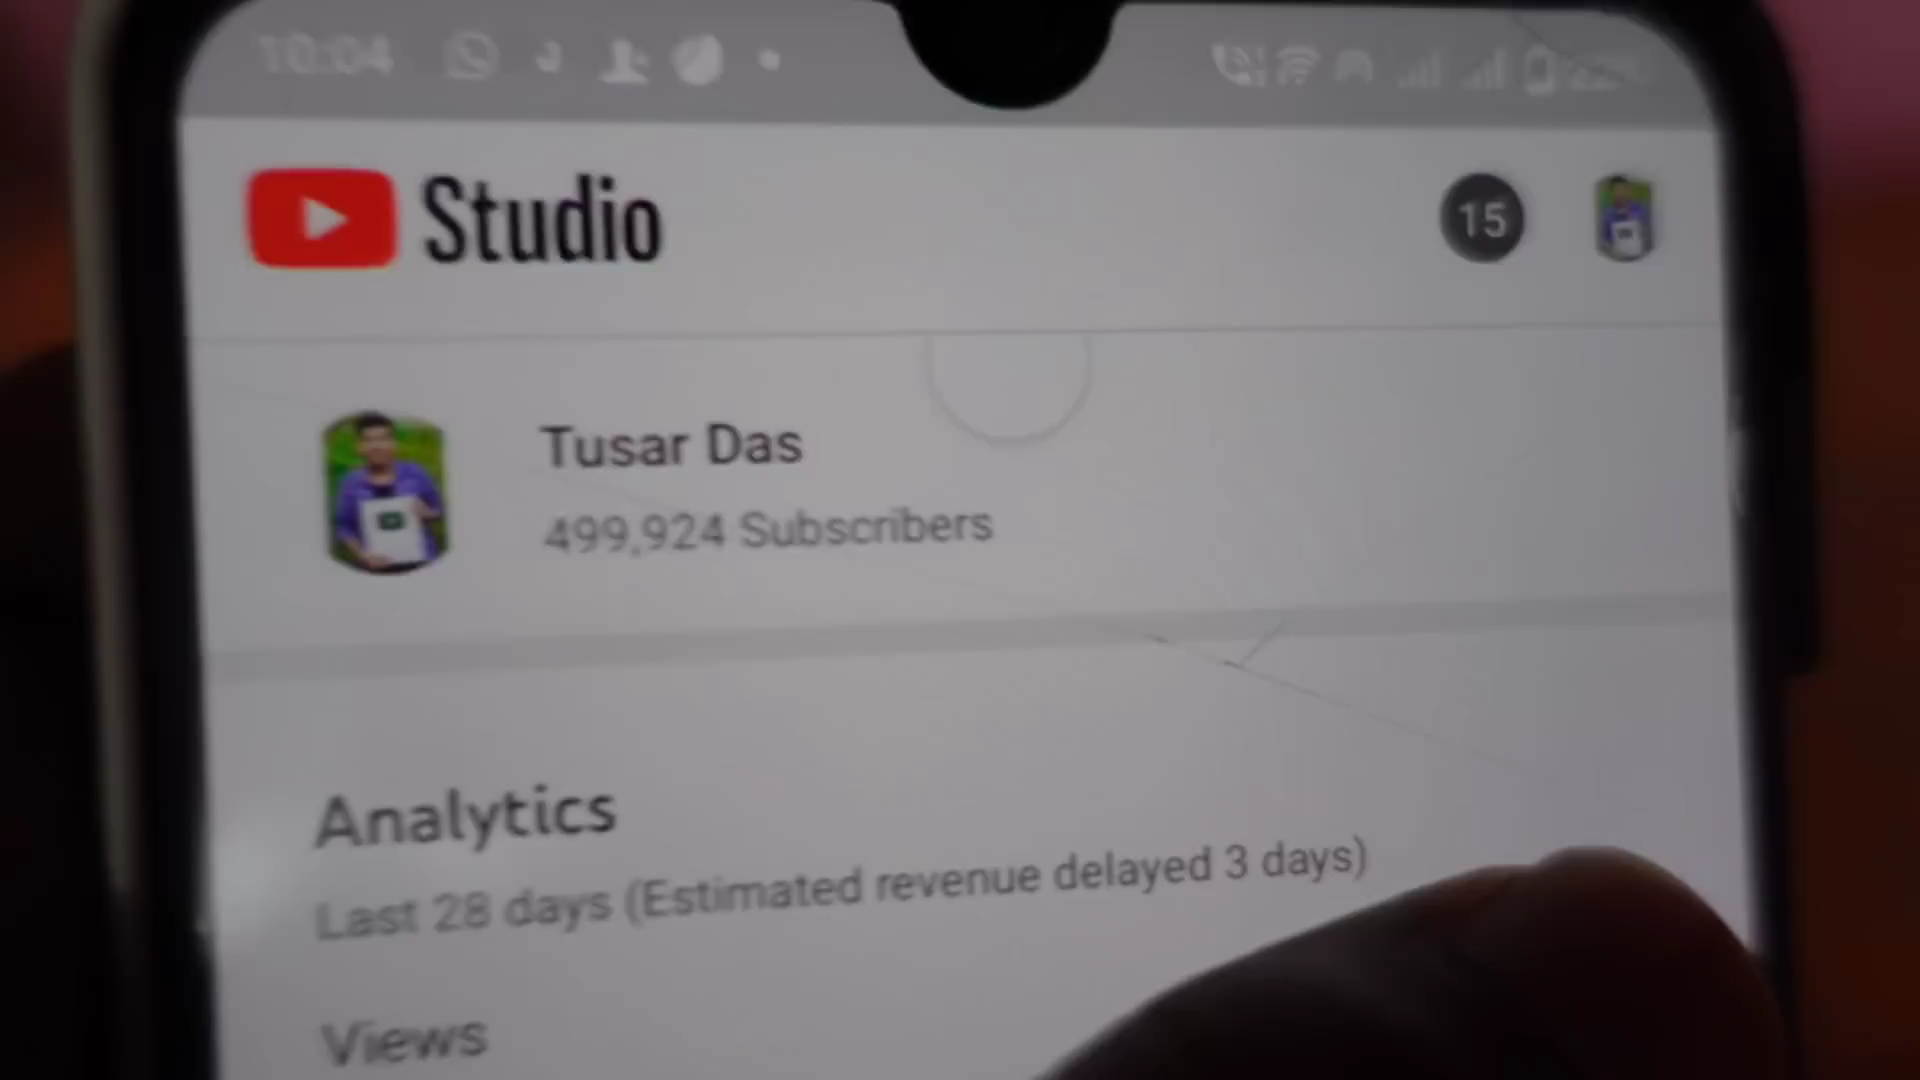 10:04
Studio
15
Tusar Das
499,924 Subscribers
Analytics
Last 28 days (Estimated revenue delayed 3 days)
Views